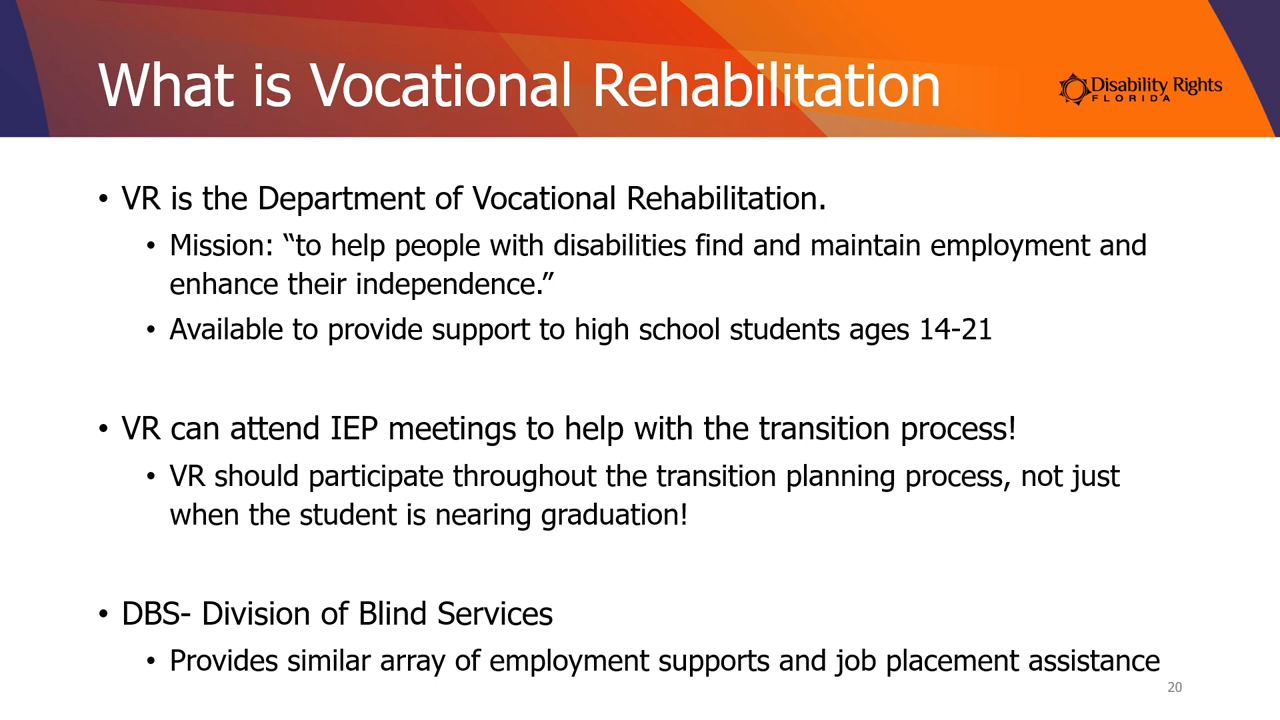 What is Vocational Rehabilitation
Disability Rights
FLORIDA
• VR is the Department of Vocational Rehabilitation.
• Mission: “to help people with disabilities find and maintain employment and
enhance their independence.”
• Available to provide support to high school students ages 14-21
• VR can attend IEP meetings to help with the transition process!
• VR should participate throughout the transition planning process, not just
when the student is nearing graduation!
• DBS- Division of Blind Services
• Provides similar array of employment supports and job placement assistance
20